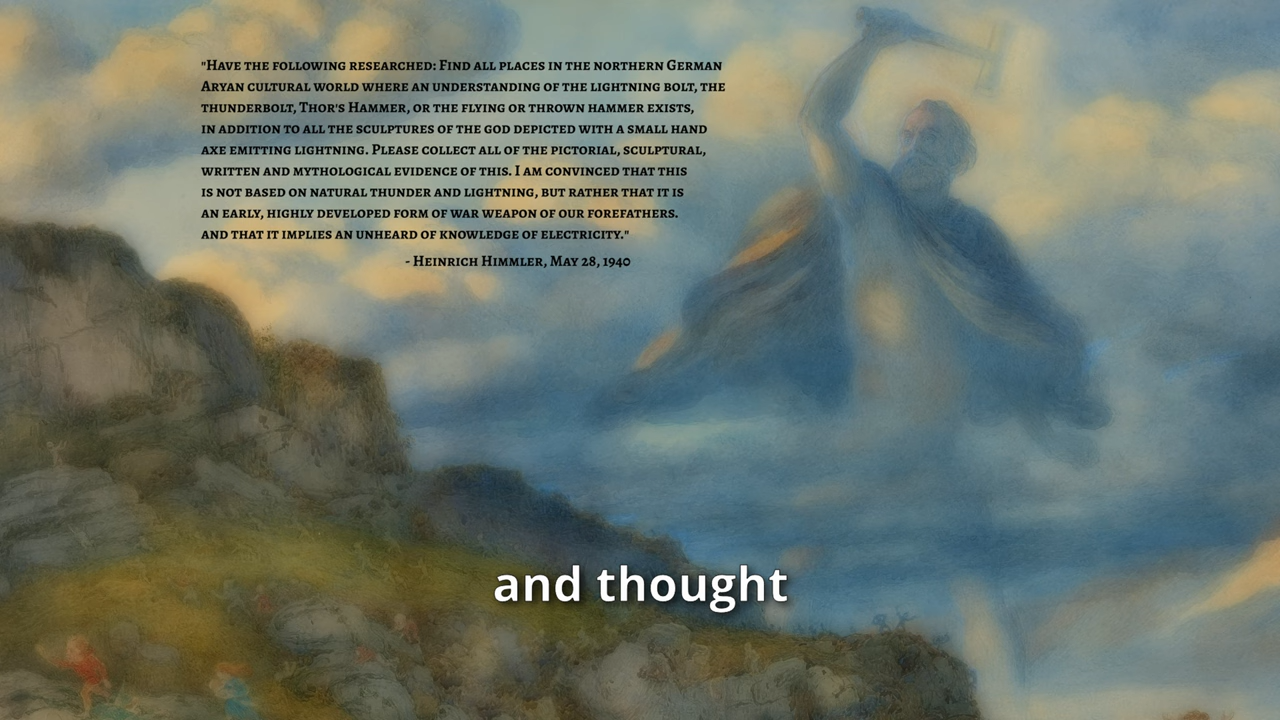 "Have the following researched: Find all places in the northern German
Aryan cultural world where an understanding of the lightning bolt, the
thunderbolt, Thor's Hammer, or the flying or thrown hammer exists,
in addition to all the sculptures of the god depicted with a small hand
axe emitting lightning. Please collect all of the pictorial, sculptural,
written and mythological evidence of this. I am convinced that this
is not based on natural thunder and lightning, but rather that it is
an early, highly developed form of war weapon of our forefathers.
And that it implies an unheard of knowledge of electricity."
- Heinrich Himmler, May 28, 1940
and thought